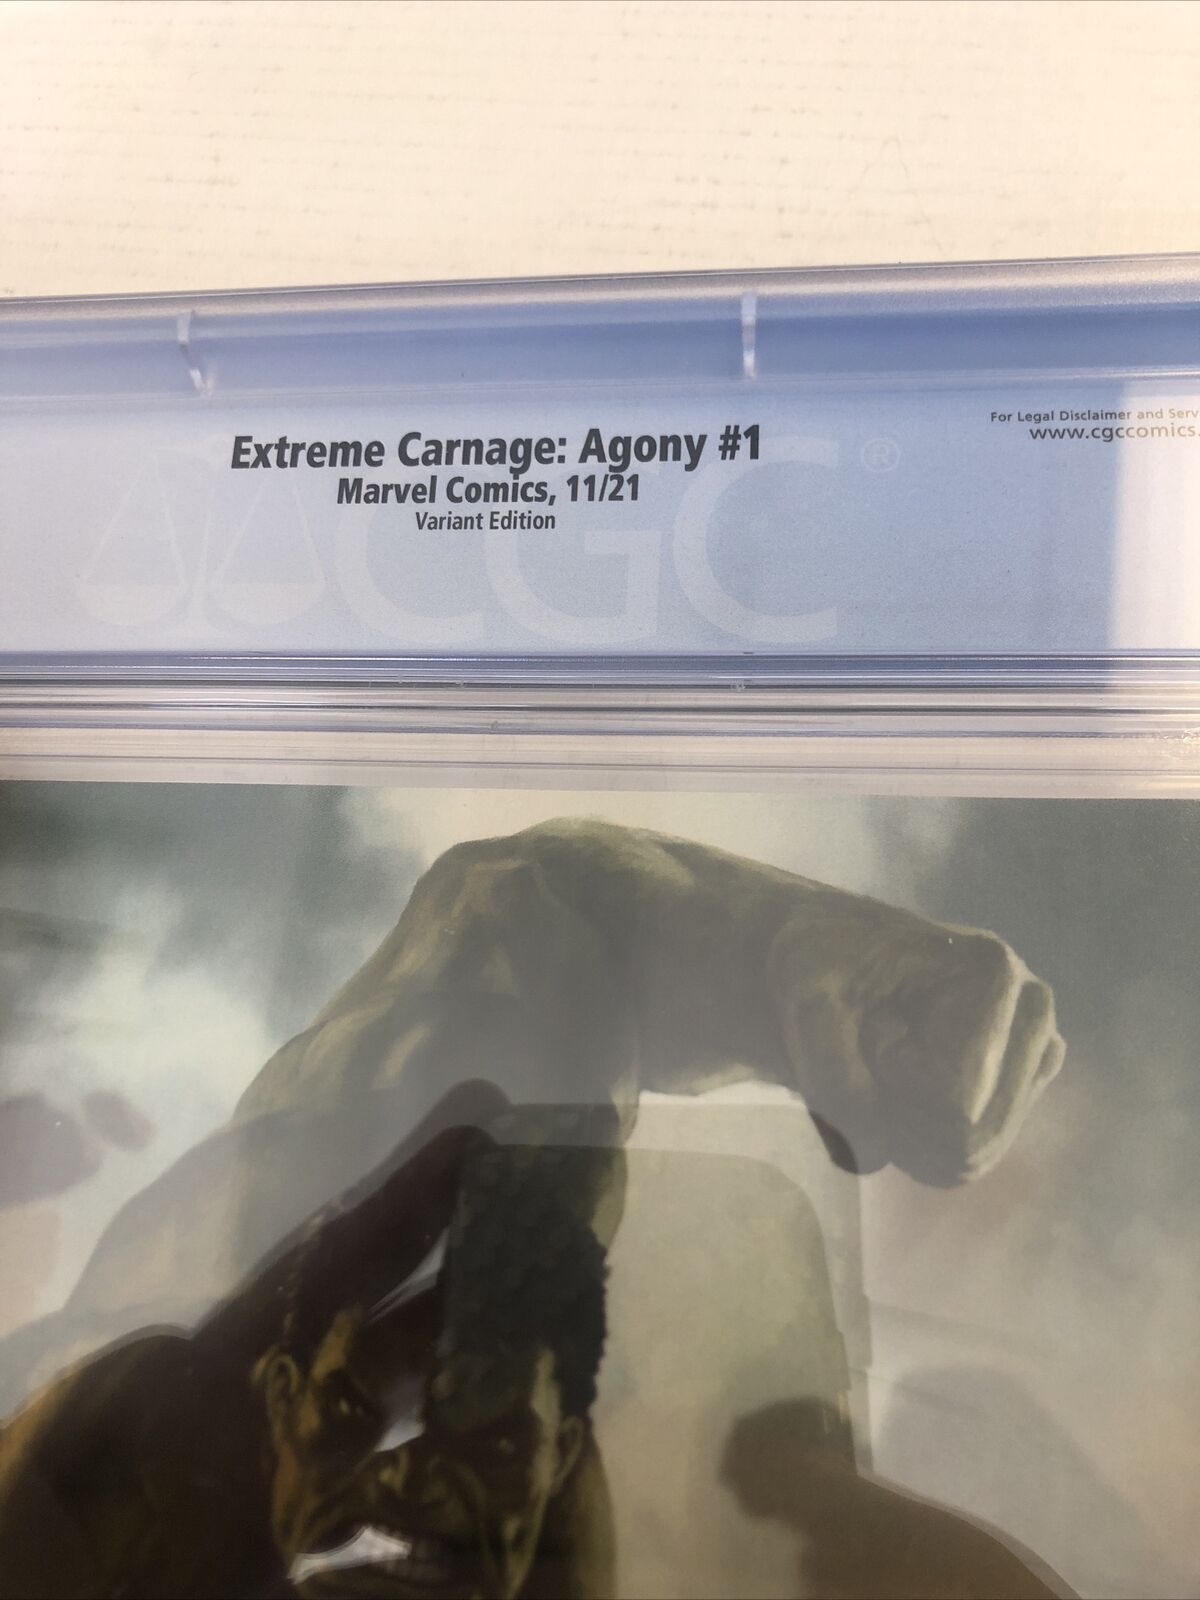 Extreme Carnage: Agony #1
Marvel Comics, 11/21
Variant Edition
For Legal Disclaimer and Serv
www.cgccomics.
CGC ®